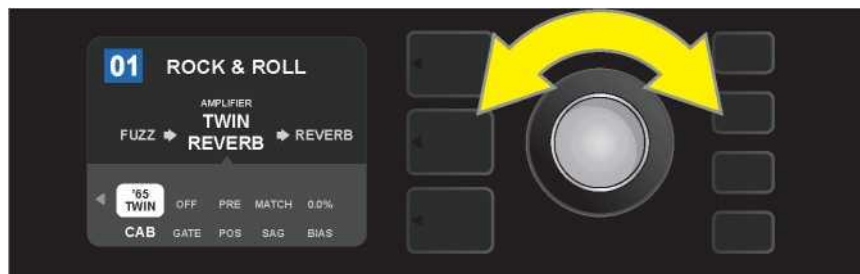 01 ROCK & ROLL
AMPLIFIER
TWIN
FUZZ REVERB REVERB
'65
TWIN OFF PRE MATCH 0.0%
CAB GATE POS SAG BIAS